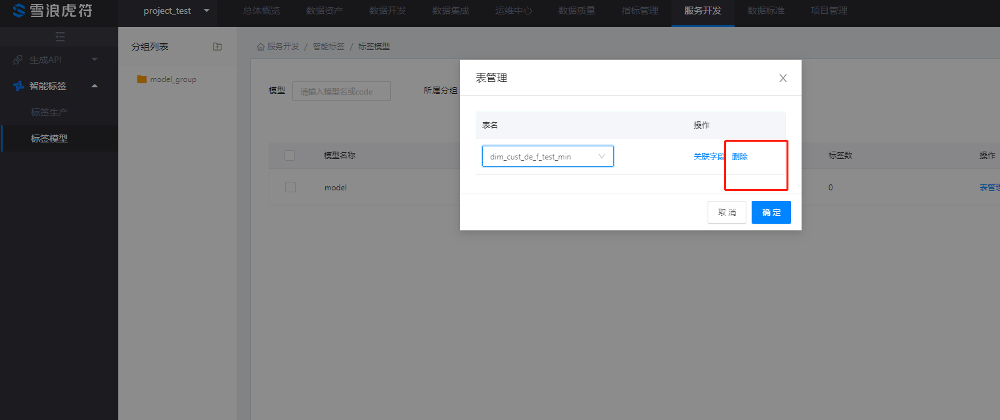 雪浪虎符
project_test
总体概览 数据资产 数据开发 数据集成 运维中心 数据质量 指标管理 服务开发 数据标准 项目管理
生成API
智能标签
标签生产
标签模型
分组列表
model_group
服务开发 / 智能标签 / 标签模型
模型 请输入模型名或code 所属分组
模型名称 标签数 操作
model 0 表管理
表管理
表名 操作
dim_cust_de_f_test_min 关联字段 删除
取 消 确 定